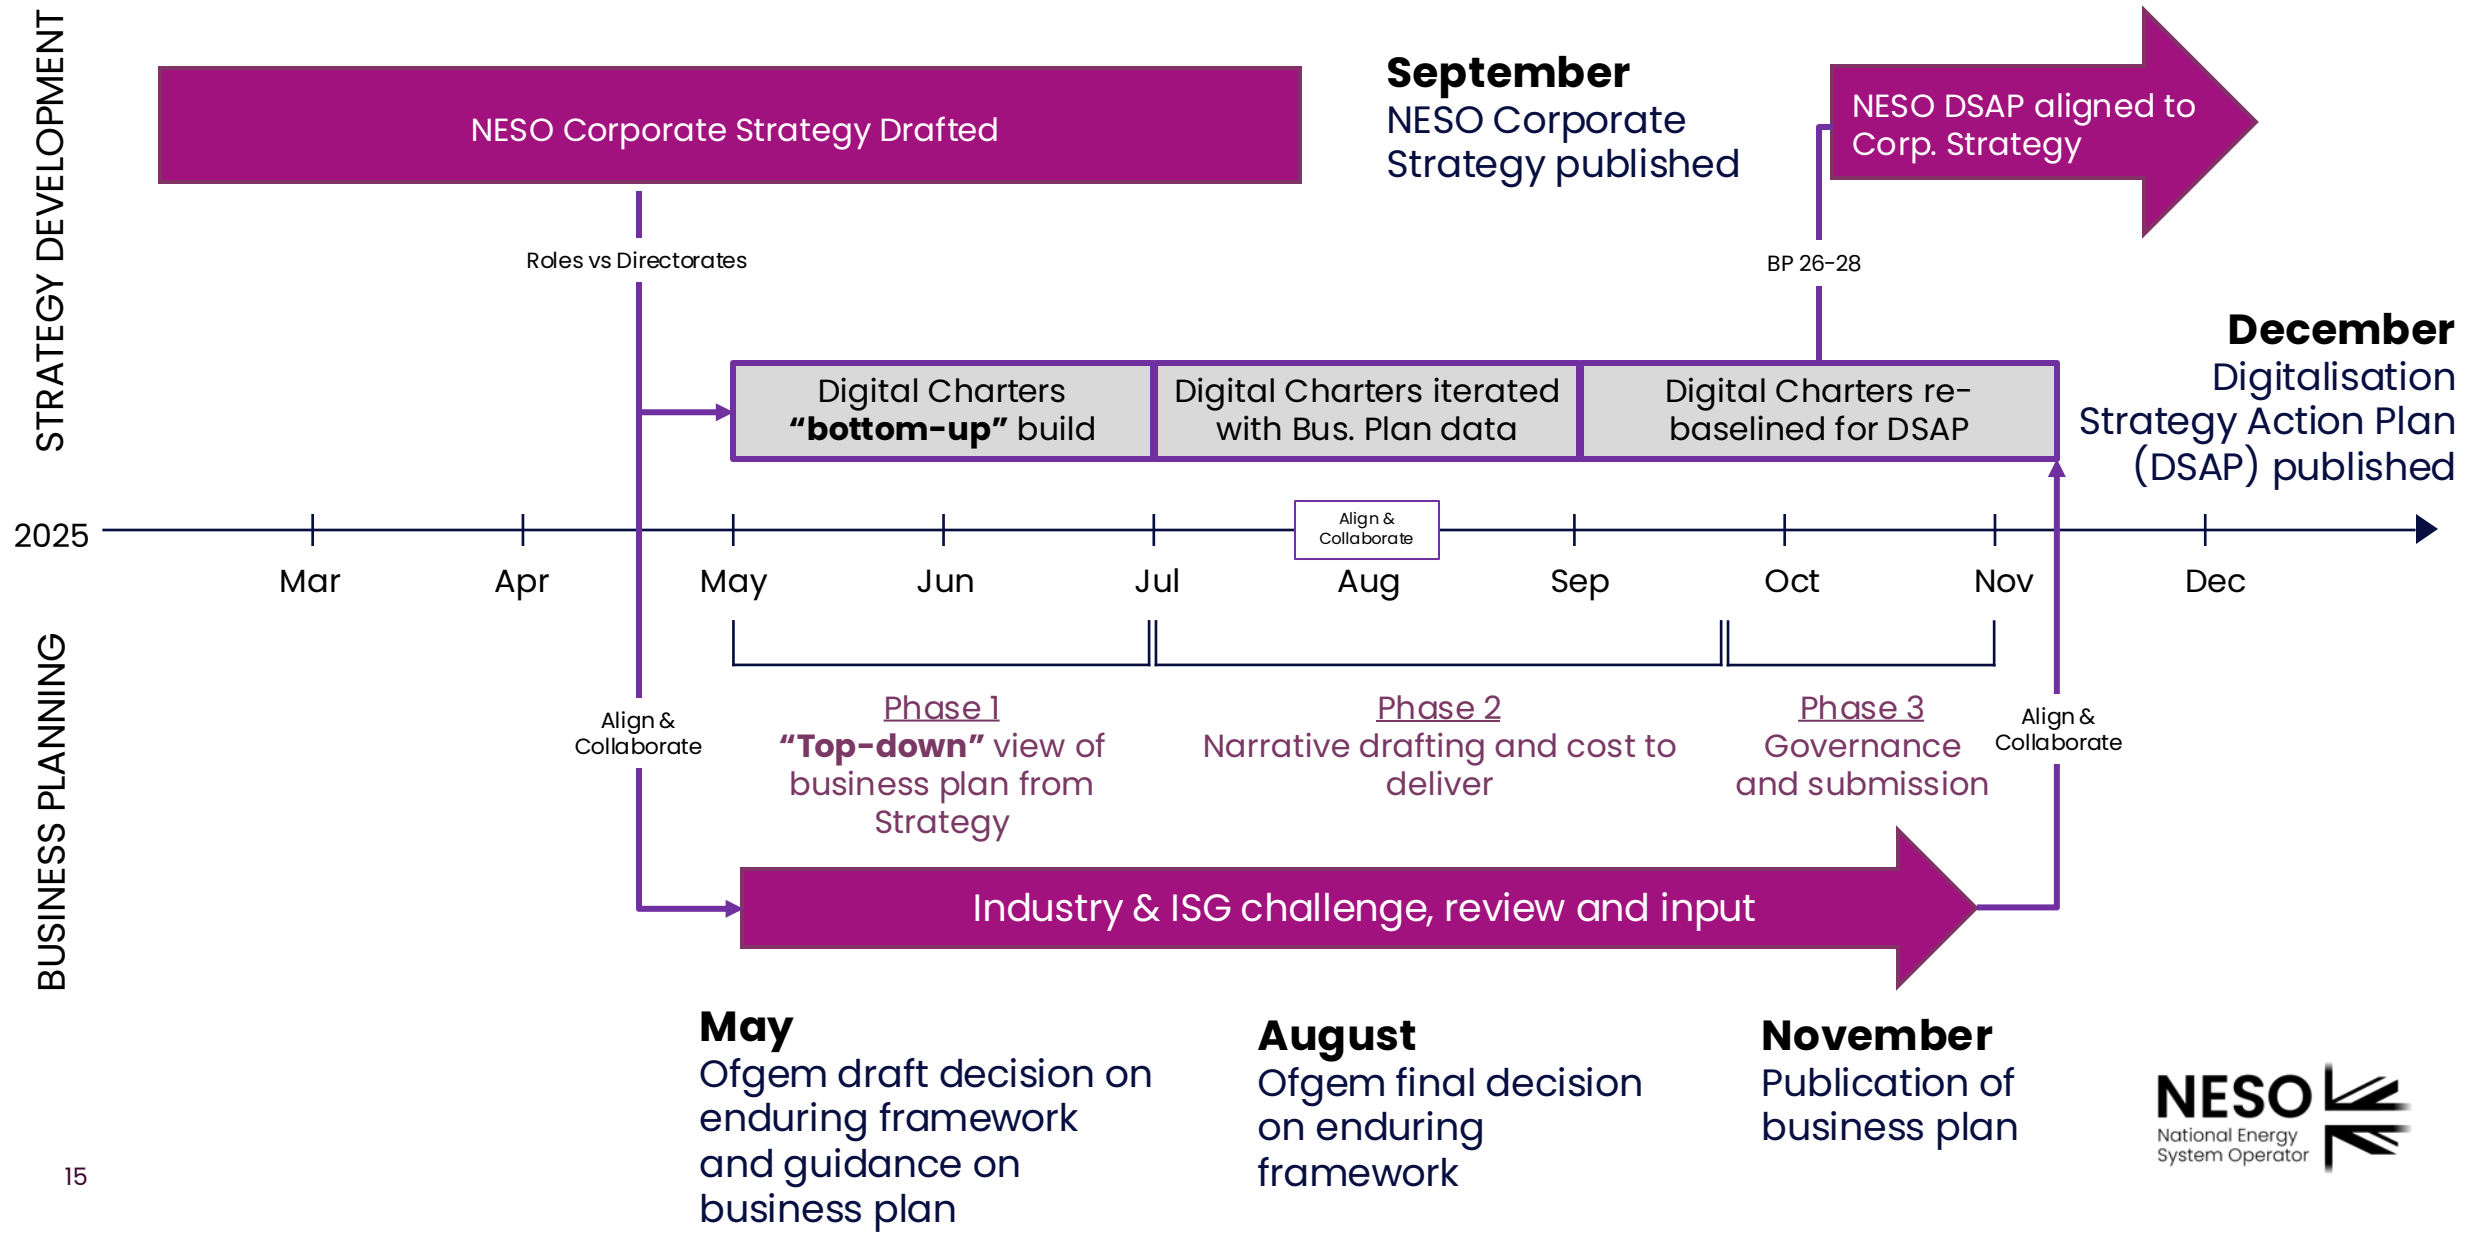 STRATEGY DEVELOPMENT
NESO Corporate Strategy Drafted
September
NESO Corporate
Strategy published
NESO DSAP aligned to
Corp. Strategy
Roles vs Directorates
BP 26-28
December
Digitalisation
Strategy Action Plan
(DSAP) published
Digital Charters
“bottom-up” build
Digital Charters iterated
with Bus. Plan data
Digital Charters re-
baselined for DSAP
2025
Align &
Collaborate
Mar
Apr
May
Jun
Jul
Aug
Sep
Oct
Nov
Dec
BUSINESS PLANNING
Align &
Collaborate
Phase 1
“Top-down” view of
business plan from
Strategy
Phase 2
Narrative drafting and cost to
deliver
Phase 3
Governance
and submission
Align &
Collaborate
Industry & ISG challenge, review and input
May
Ofgem draft decision on
enduring framework
and guidance on
business plan
August
Ofgem final decision
on enduring
framework
November
Publication of
business plan
NESO
National Energy
System Operator
15